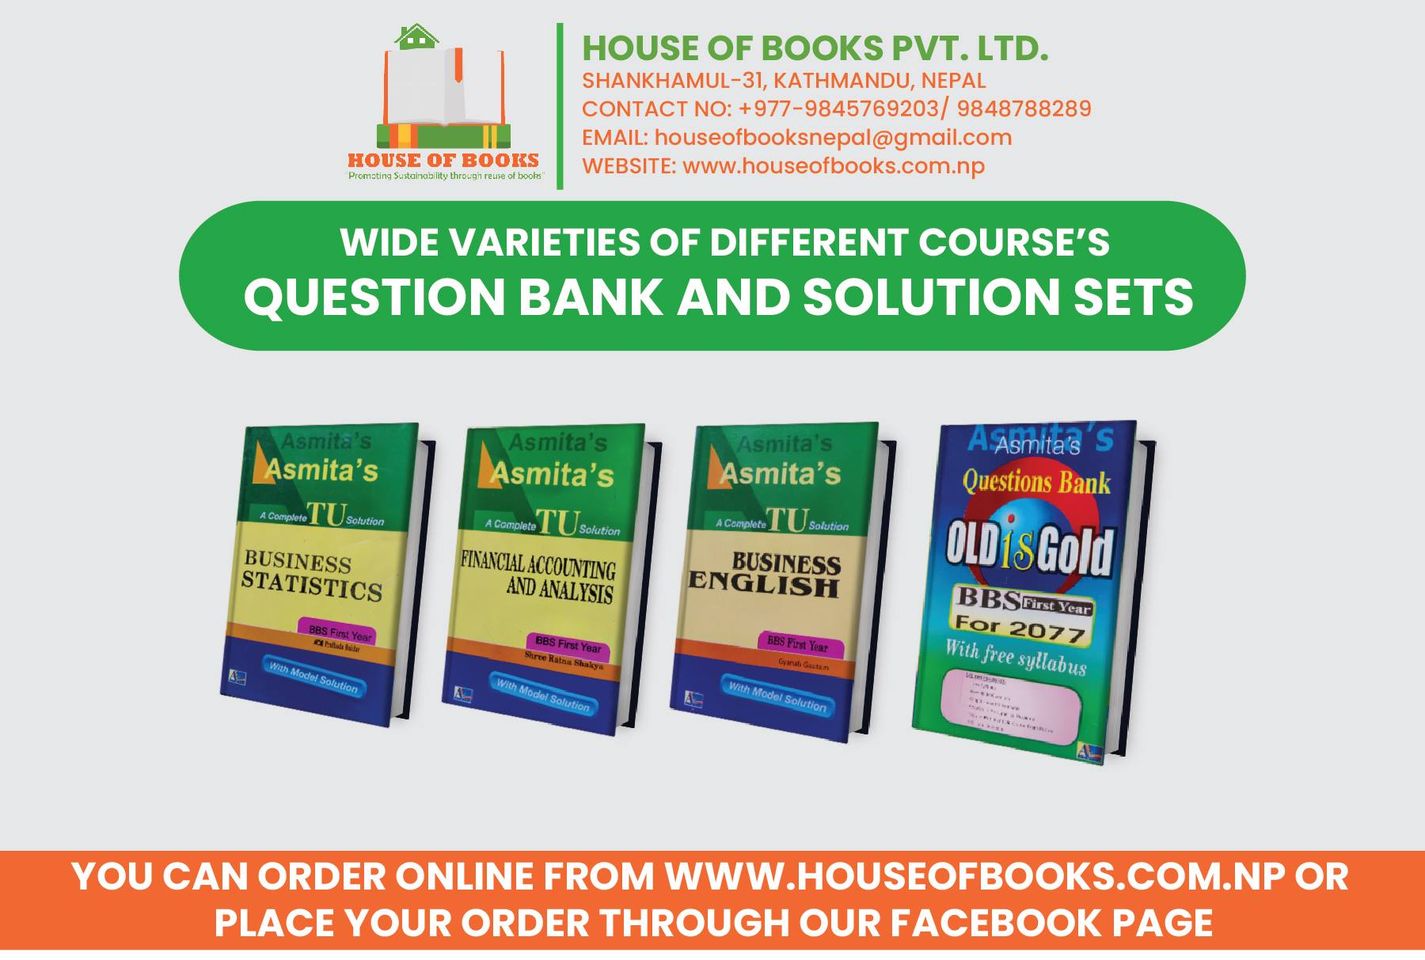 HOUSE OF BOOKS
"Promoting Sustainability through reuse of books"
HOUSE OF BOOKS PVT. LTD.
SHANKHAMUL-31, KATHMANDU, NEPAL
CONTACT NO: +977-9845769203/ 9848788289
EMAIL: houseofbooksnepal@gmail.com
WEBSITE: www.houseofbooks.com.np
WIDE VARIETIES OF DIFFERENT COURSE'S
QUESTION BANK AND SOLUTION SETS
Asmita's
Asmita's
A Complete TU Solution
BUSINESS
STATISTICS
BBS First Year
With Model Solution
Asmita's
Asmita's
A Complete TU Solution
FINANCIAL ACCOUNTING
AND ANALYSIS
BBS First Year
Shree Ratna Shakya
With Model Solution
Asmita's
Asmita's
A Complete TU Solution
BUSINESS
ENGLISH
BBS First Year
Gyanab Gautam
With Model Solution
Asmita's
Asmita's
Questions Bank
OLD is Gold
BBS First Year
For 2077
With free syllabus
YOU CAN ORDER ONLINE FROM WWW.HOUSEOFBOOKS.COM.NP OR
PLACE YOUR ORDER THROUGH OUR FACEBOOK PAGE